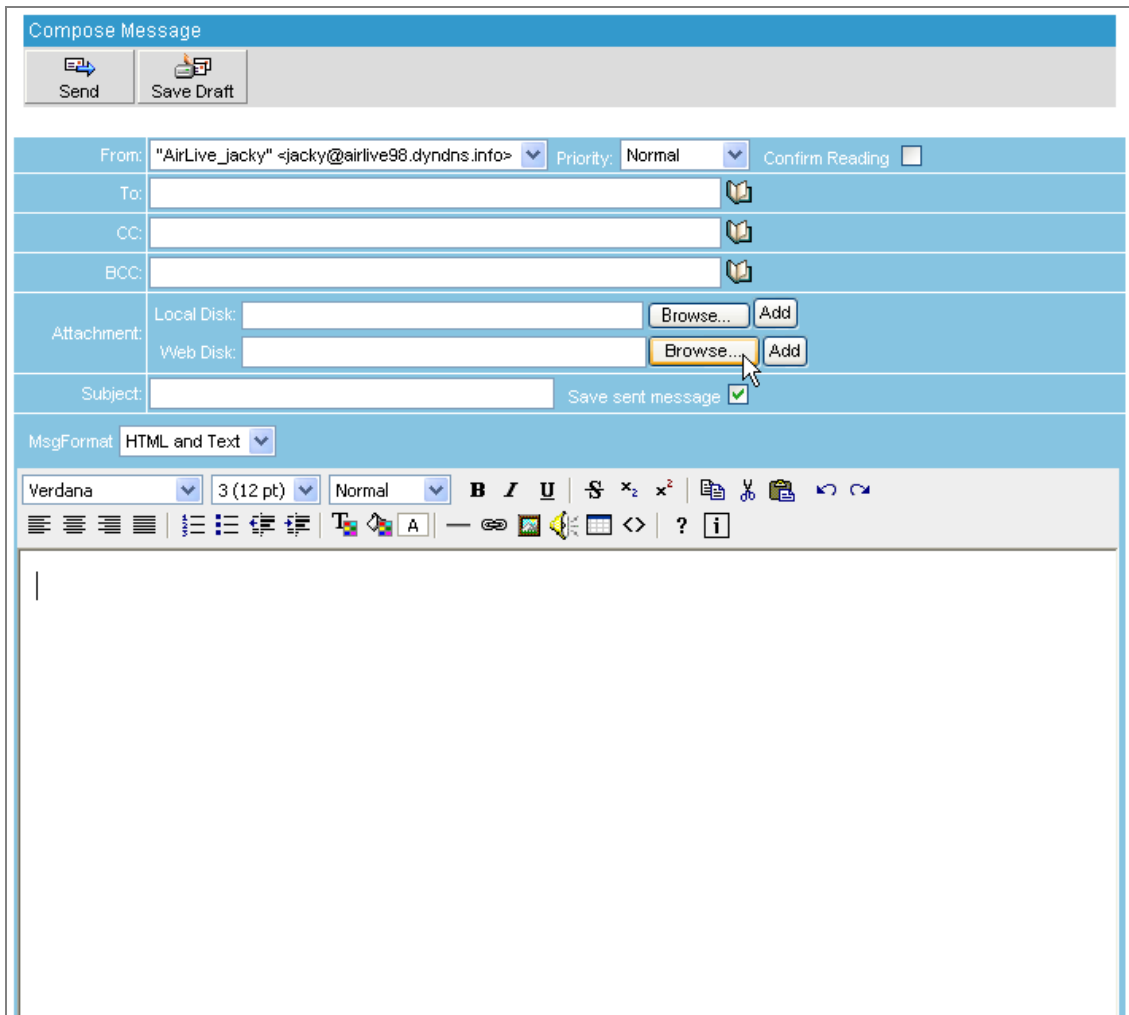 Compose Message
Send Save Draft
From: "AirLive_jacky" <jacky@airlive98.dyndns.info> Priority: Normal Confirm Reading
To:
CC:
BCC:
Attachment:
Local Disk: Browse... Add
Web Disk: Browse... Add
Subject: Save sent message
MsgFormat HTML and Text
Verdana 3 (12 pt) Normal B I U S x₂ x²
A ? i